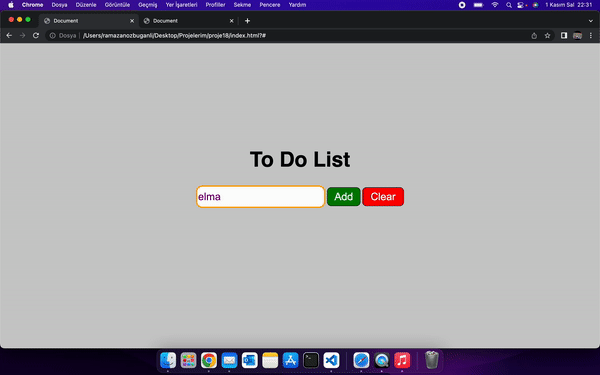 Chrome Dosya Düzenle Görüntüle Geçmiş Yer İşaretleri Profiller Sekme Pencere Yardım 1 Kasım Sal 22:31
Document Document
Dosya /Users/ramazanozbuganli/Desktop/Projelerim/proje18/index.html?#
To Do List
elma Add Clear